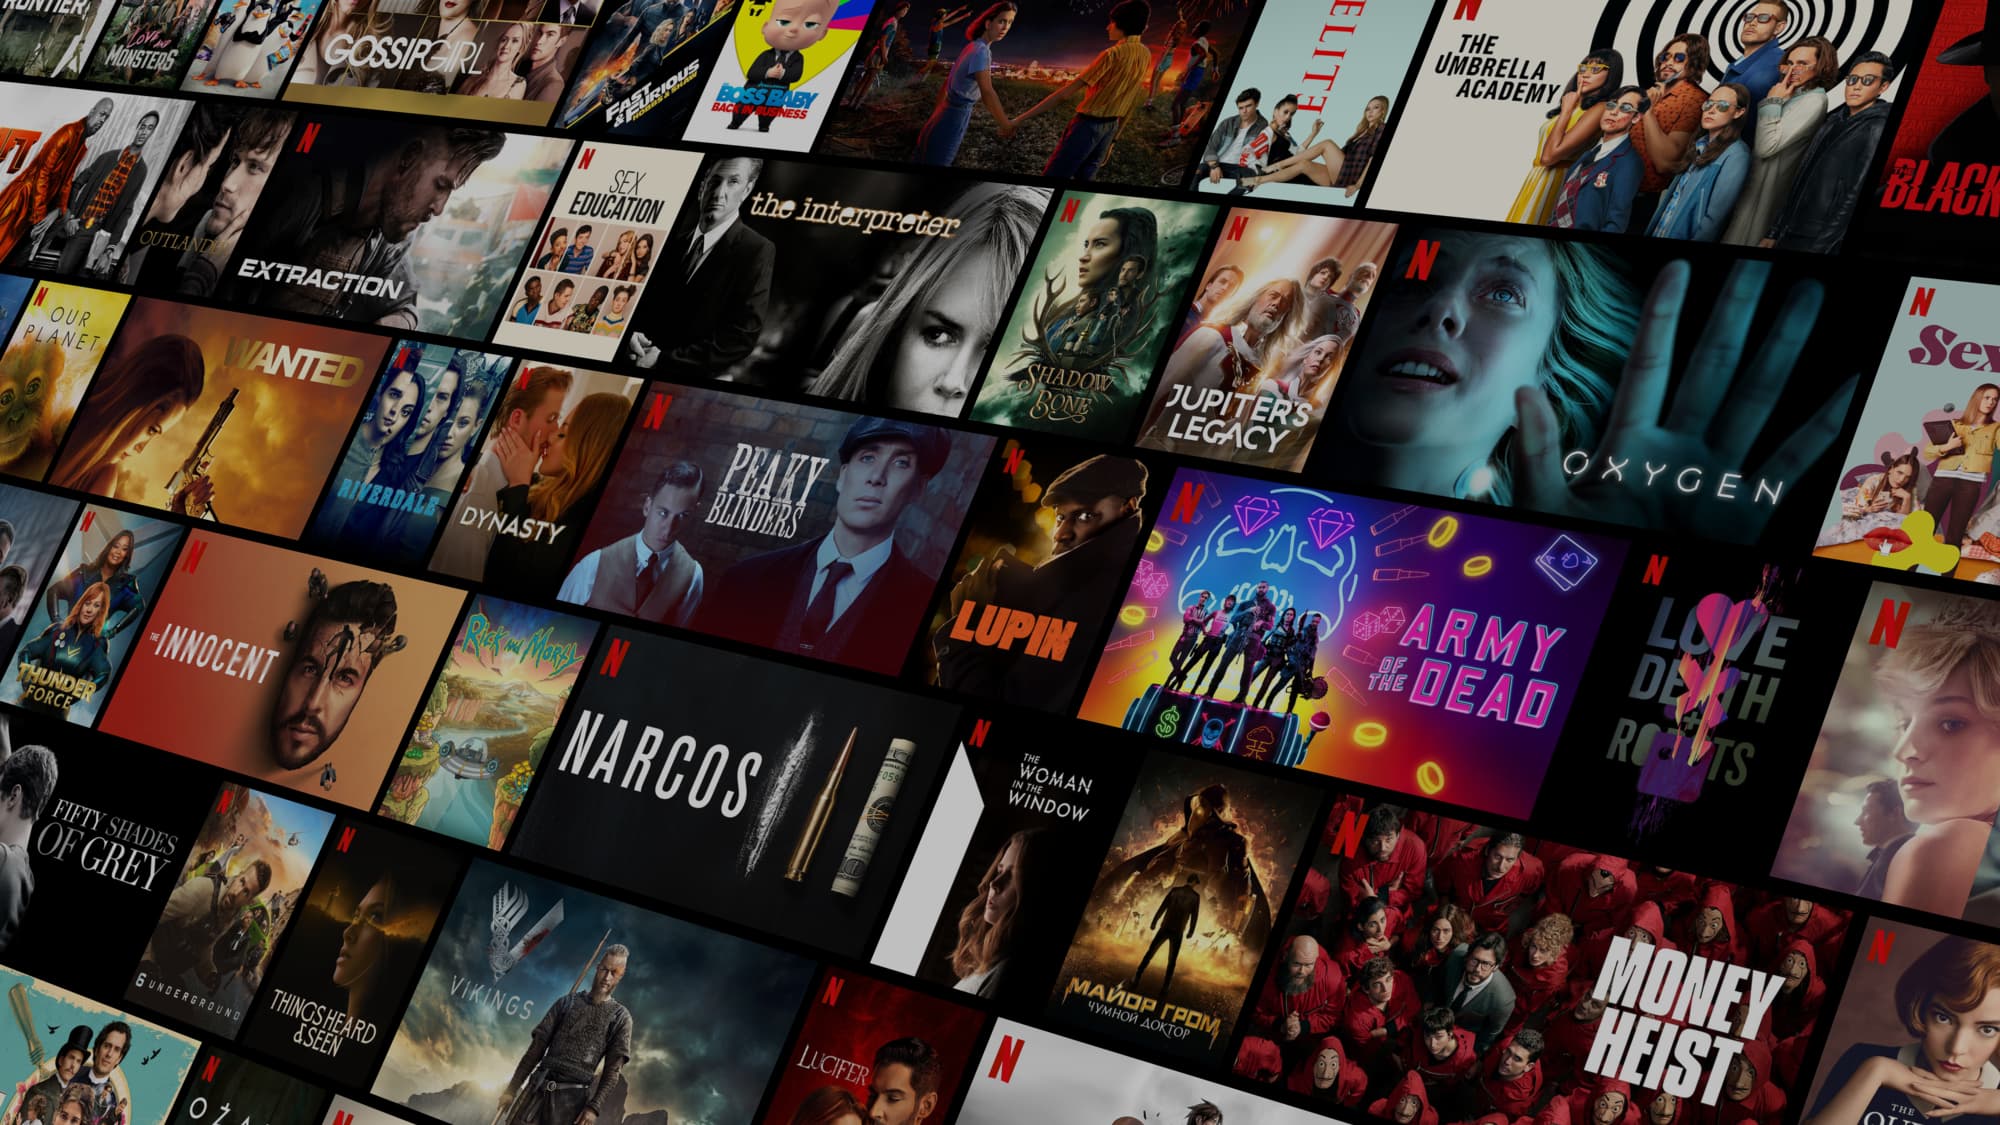 LOVE AND
MONSTERS
GOSSIP GIRL
FAST
& FURIOUS
HOBBS & SHAW
BOSS BABY
BACK IN BUSINESS
ELITE
N
THE
UMBRELLA
ACADEMY
BLACK
N
EXTRACTION
N
SEX
EDUCATION
the interpreter
N
SHADOW
AND
BONE
N
JUPITER'S
LEGACY
N
OXYGEN
N
Sex
N
OUR
PLANET
WANTED
N
RIVERDALE
N
DYNASTY
N
PEAKY
BLINDERS
N
LUPIN
N
ARMY
OF THE DEAD
N
LOVE
DEATH
+
ROBOTS
N
N
THUNDER
FORCE
N
THE INNOCENT
Rick and Morty
N
NARCOS
N
THE
WOMAN
IN THE
WINDOW
МАЙОР ГРОМ
ЧУМНОЙ ДОКТОР
N
MONEY
HEIST
N
THE
FIFTY SHADES
OF GREY
N
6 UNDERGROUND
N
THINGS HEARD
& SEEN
VIKINGS
N
LUCIFER
N
N
N